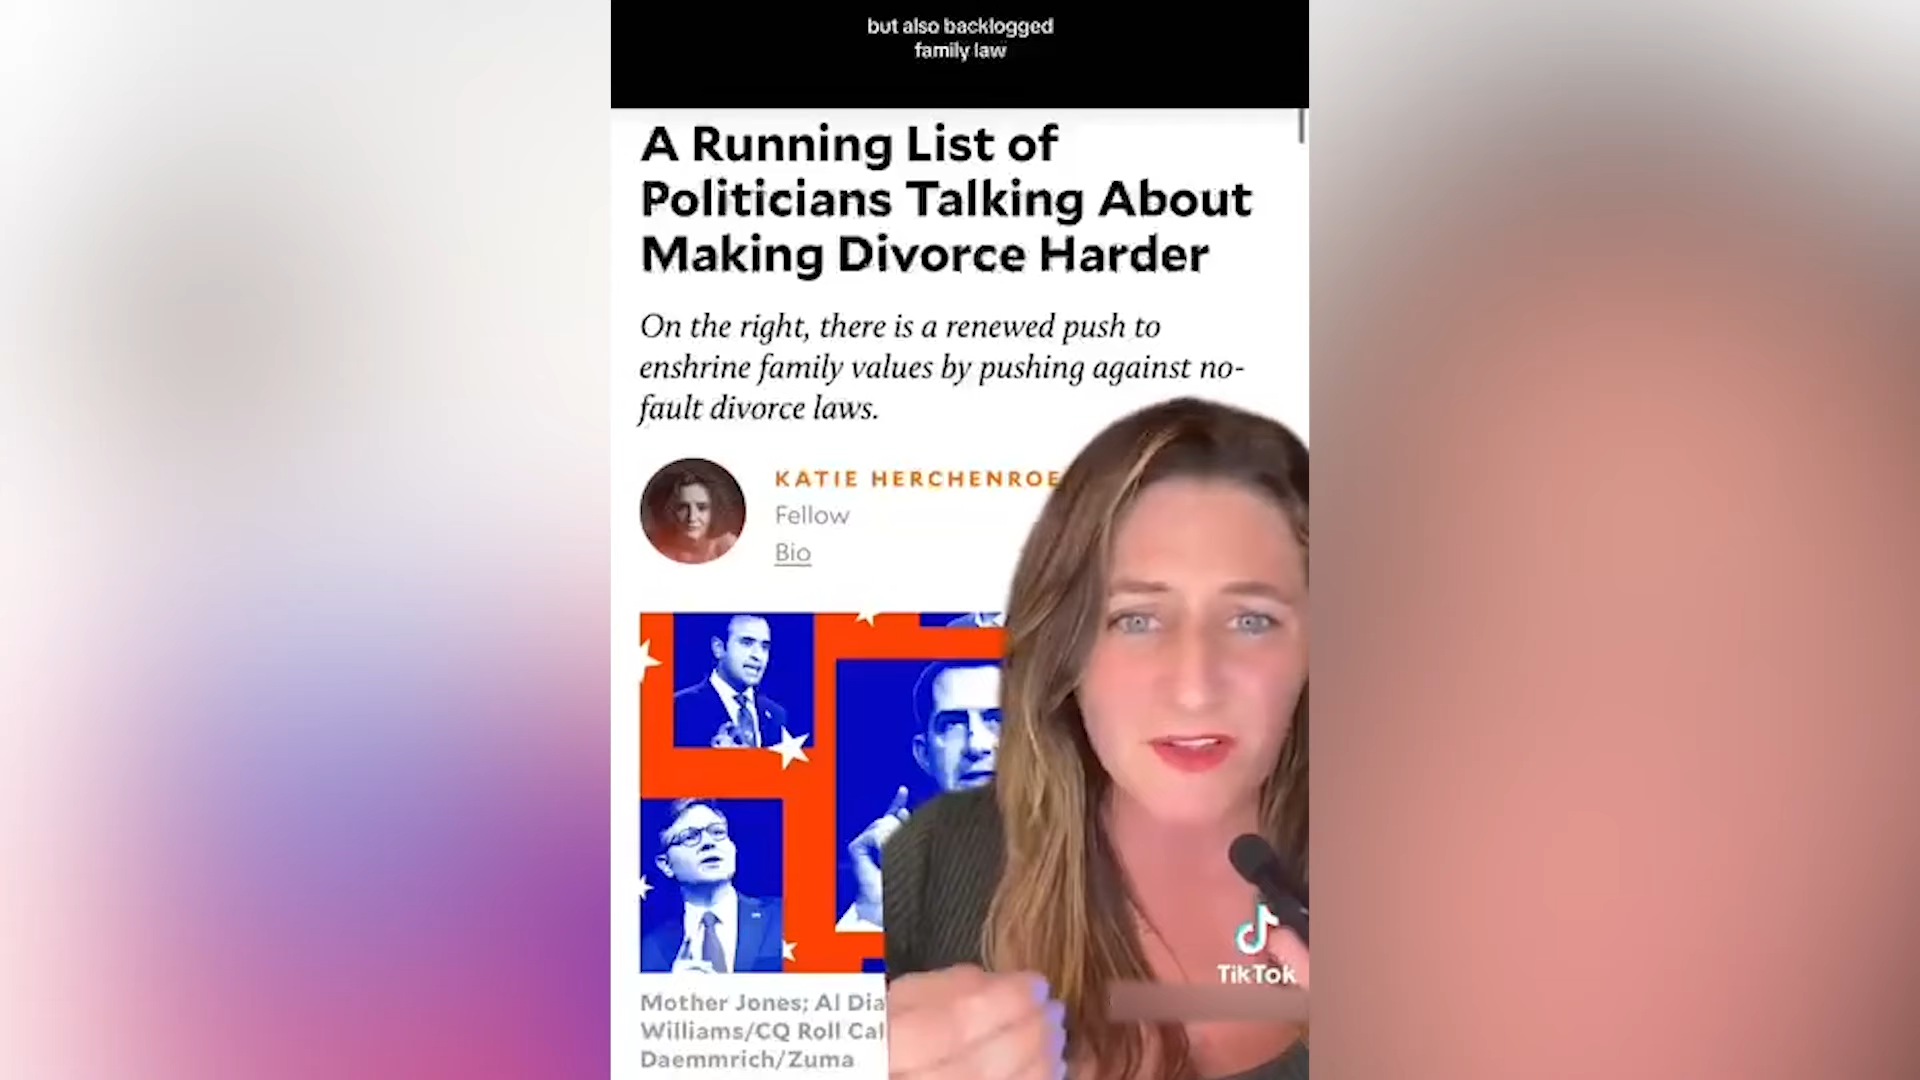 but also backlogged
family law
A Running List of
Politicians Talking About
Making Divorce Harder
On the right, there is a renewed push to
enshrine family values by pushing against no-
fault divorce laws.
KATIE HERCHENROE
Fellow
Bio
Mother Jones; Al Dia
Williams/CQ Roll Cal
Daemmrich/Zuma
TikTok